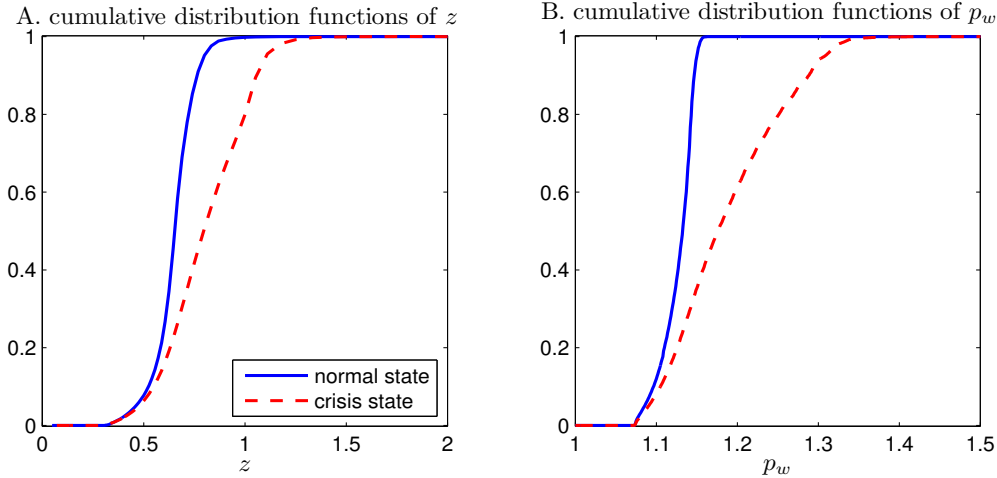 A. cumulative distribution functions of z
1
0.8
0.6
0.4
0.2
0
0 0.5 1 1.5 2
z
normal state
crisis state
B. cumulative distribution functions of p_w
1
0.8
0.6
0.4
0.2
0
1 1.1 1.2 1.3 1.4 1.5
p_w